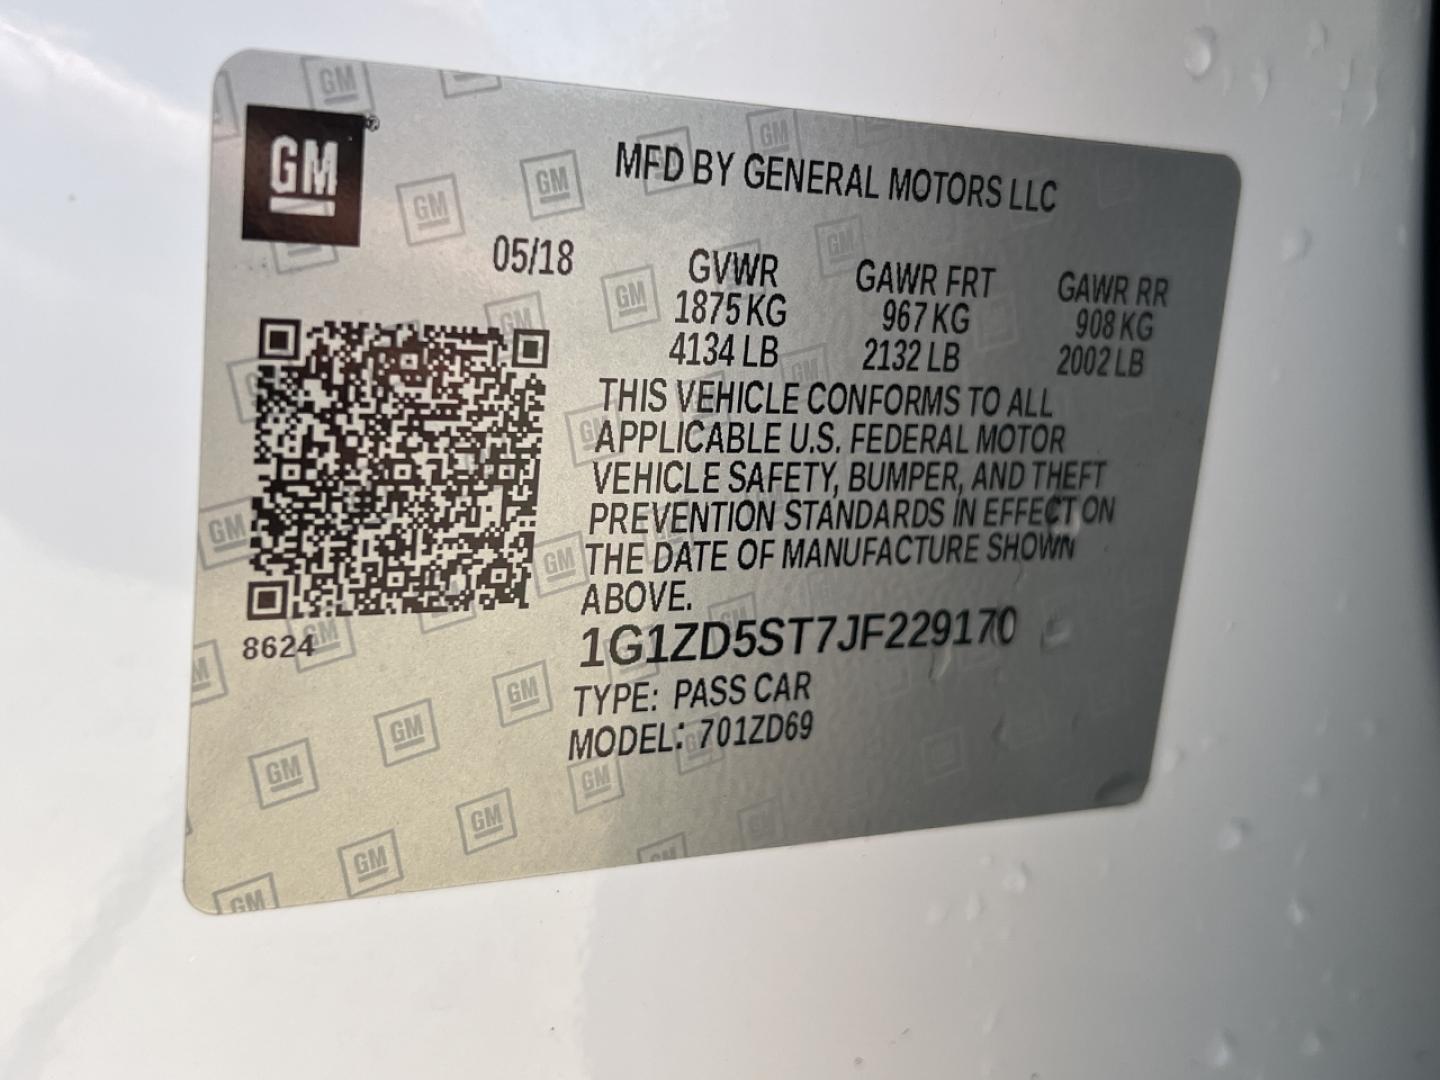 GM
MFD BY GENERAL MOTORS LLC
05/18
GVWR GAWR FRT GAWR RR
1875 KG 967 KG 908 KG
4134 LB 2132 LB 2002 LB
THIS VEHICLE CONFORMS TO ALL
APPLICABLE U.S. FEDERAL MOTOR
VEHICLE SAFETY, BUMPER, AND THEFT
PREVENTION STANDARDS IN EFFECT ON
THE DATE OF MANUFACTURE SHOWN
ABOVE.
8624
1G1ZD5ST7JF229170
TYPE: PASS CAR
MODEL: 701ZD69